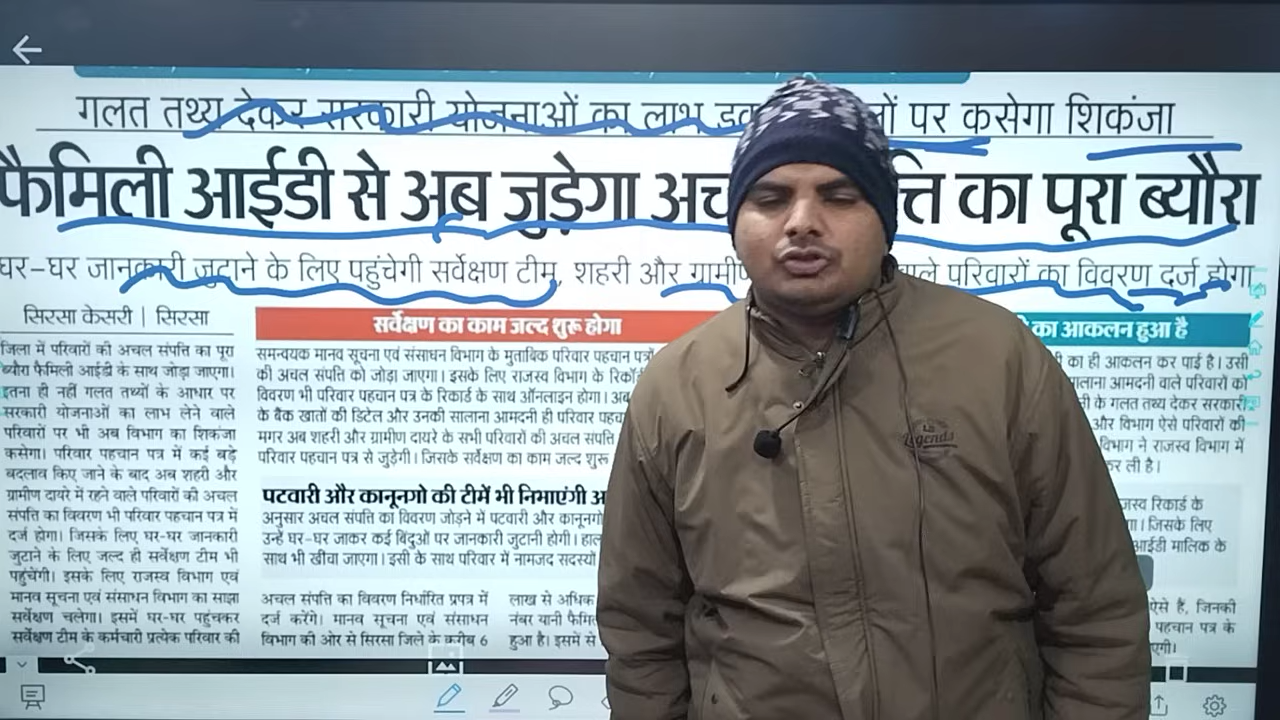 गलत तथ्य देकर सरकारी योजनाओं का लाभ पर कसेगा शिकंजा
फैमिली आईडी से अब जुड़ेगा का पूरा ब्यौरा
घर-घर जानकारी जुटाने के लिए पहुंचेगी सर्वेक्षण टीम, शहरी और परिवारों का विवरण दर्ज होगा
सिरसा केसरी | सिरसा
जिला में परिवारों की अचल संपत्ति का पूरा
ब्यौरा फैमिली आईडी के साथ जोड़ा जाएगा।
इतना ही नहीं गलत तथ्यों के आधार पर
सरकारी योजनाओं का लाभ लेने वाले
परिवारों पर भी अब विभाग का शिकंजा
कसेगा। परिवार पहचान पत्र में कई बड़े
बदलाव किए जाने के बाद अब शहरी और
ग्रामीण दायरे में रहने वाले परिवारों की अचल
संपत्ति का विवरण भी परिवार पहचान पत्र में
दर्ज होगा। जिसके लिए घर-घर जानकारी
जुटाने के लिए जल्द ही सर्वेक्षण टीम भी
पहुंचेंगी। इसके लिए राजस्व विभाग एवं
मानव सूचना एवं संसाधन विभाग का साझा
सर्वेक्षण चलेगा। इसमें घर-घर पहुंचकर
सर्वेक्षण टीम के कर्मचारी प्रत्येक परिवार की
सर्वेक्षण का काम जल्द शुरू होगा
समन्वयक मानव सूचना एवं संसाधन विभाग के मुताबिक परिवार पहचान पत्रों
की अचल संपत्ति को जोड़ा जाएगा। इसके लिए राजस्व विभाग के
विवरण भी परिवार पहचान पत्र के रिकार्ड के साथ ऑनलाइन होगा। अब
के बैंक खातों की डिटेल और उनकी सालाना आमदनी ही परिवार
मगर अब शहरी और ग्रामीण दायरे के सभी परिवारों की अचल संपत्ति
परिवार पहचान पत्र से जुड़ेगी। जिसके सर्वेक्षण का काम जल्द शुरू
पटवारी और कानूनगो की टीमें भी निभाएंगी
अनुसार अचल संपत्ति का विवरण जोड़ने में पटवारी और कानूनगो
उन्हें घर-घर जाकर कई बिंदुओं पर जानकारी जुटानी होगी।
साथ भी खींचा जाएगा। इसी के साथ परिवार में नामजद सदस्यों
अचल संपत्ति का विवरण निर्धारित प्रपत्र में
दर्ज करेंगे। मानव सूचना एवं संसाधन
विभाग की ओर से सिरसा जिले के करीब 6
लाख से अधिक
नंबर यानी
हुआ है। इसमें से
का आकलन हुआ है
का ही आकलन कर पाई है। उसी
सालाना आमदनी वाले परिवारों को
के गलत तथ्य देकर सरकारी
और विभाग ऐसे परिवारों की
विभाग ने राजस्व विभाग में
कर ली है।
रिकार्ड के
जिसके लिए
आईडी मालिक के
ऐसे हैं, जिनकी
पहचान पत्र के
Legends